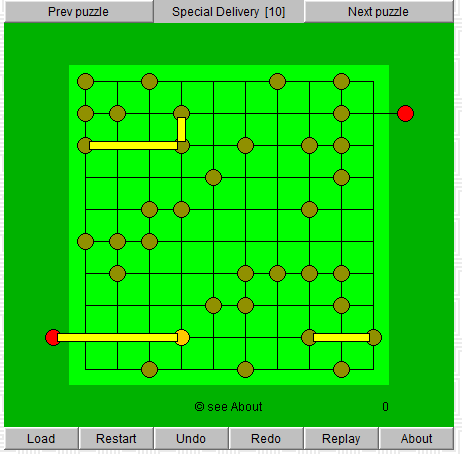 Prev puzzle Special Delivery [10] Next puzzle
© see About 0
Load Restart Undo Redo Replay About